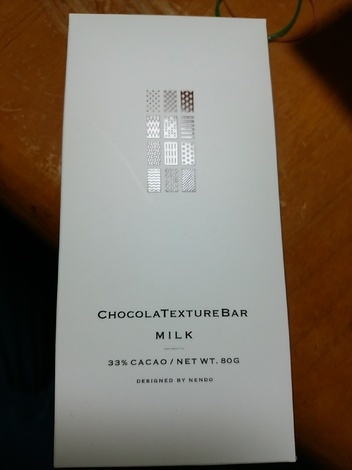 CHOCOLATEXTUREBAR
MILK
33% CACAO / NET WT. 80G
DESIGNED BY NENDO